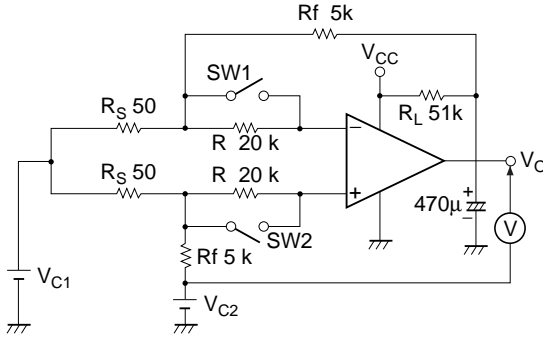 Rf 5k
VCC
SW1
RS 50
R 20 k
RL 51k
−
VO
RS 50
R 20 k
+
+
470μ
−
V
SW2
Rf 5 k
VC1
VC2